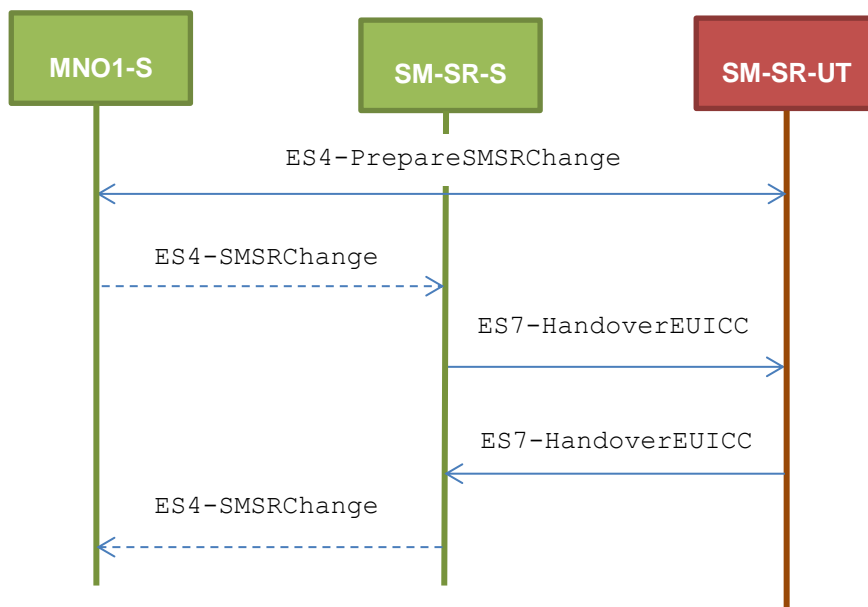 MNO1-S
SM-SR-S
SM-SR-UT
ES4-PrepareSMSRChange
ES4-SMSRChange
ES7-HandoverEUICC
ES7-HandoverEUICC
ES4-SMSRChange